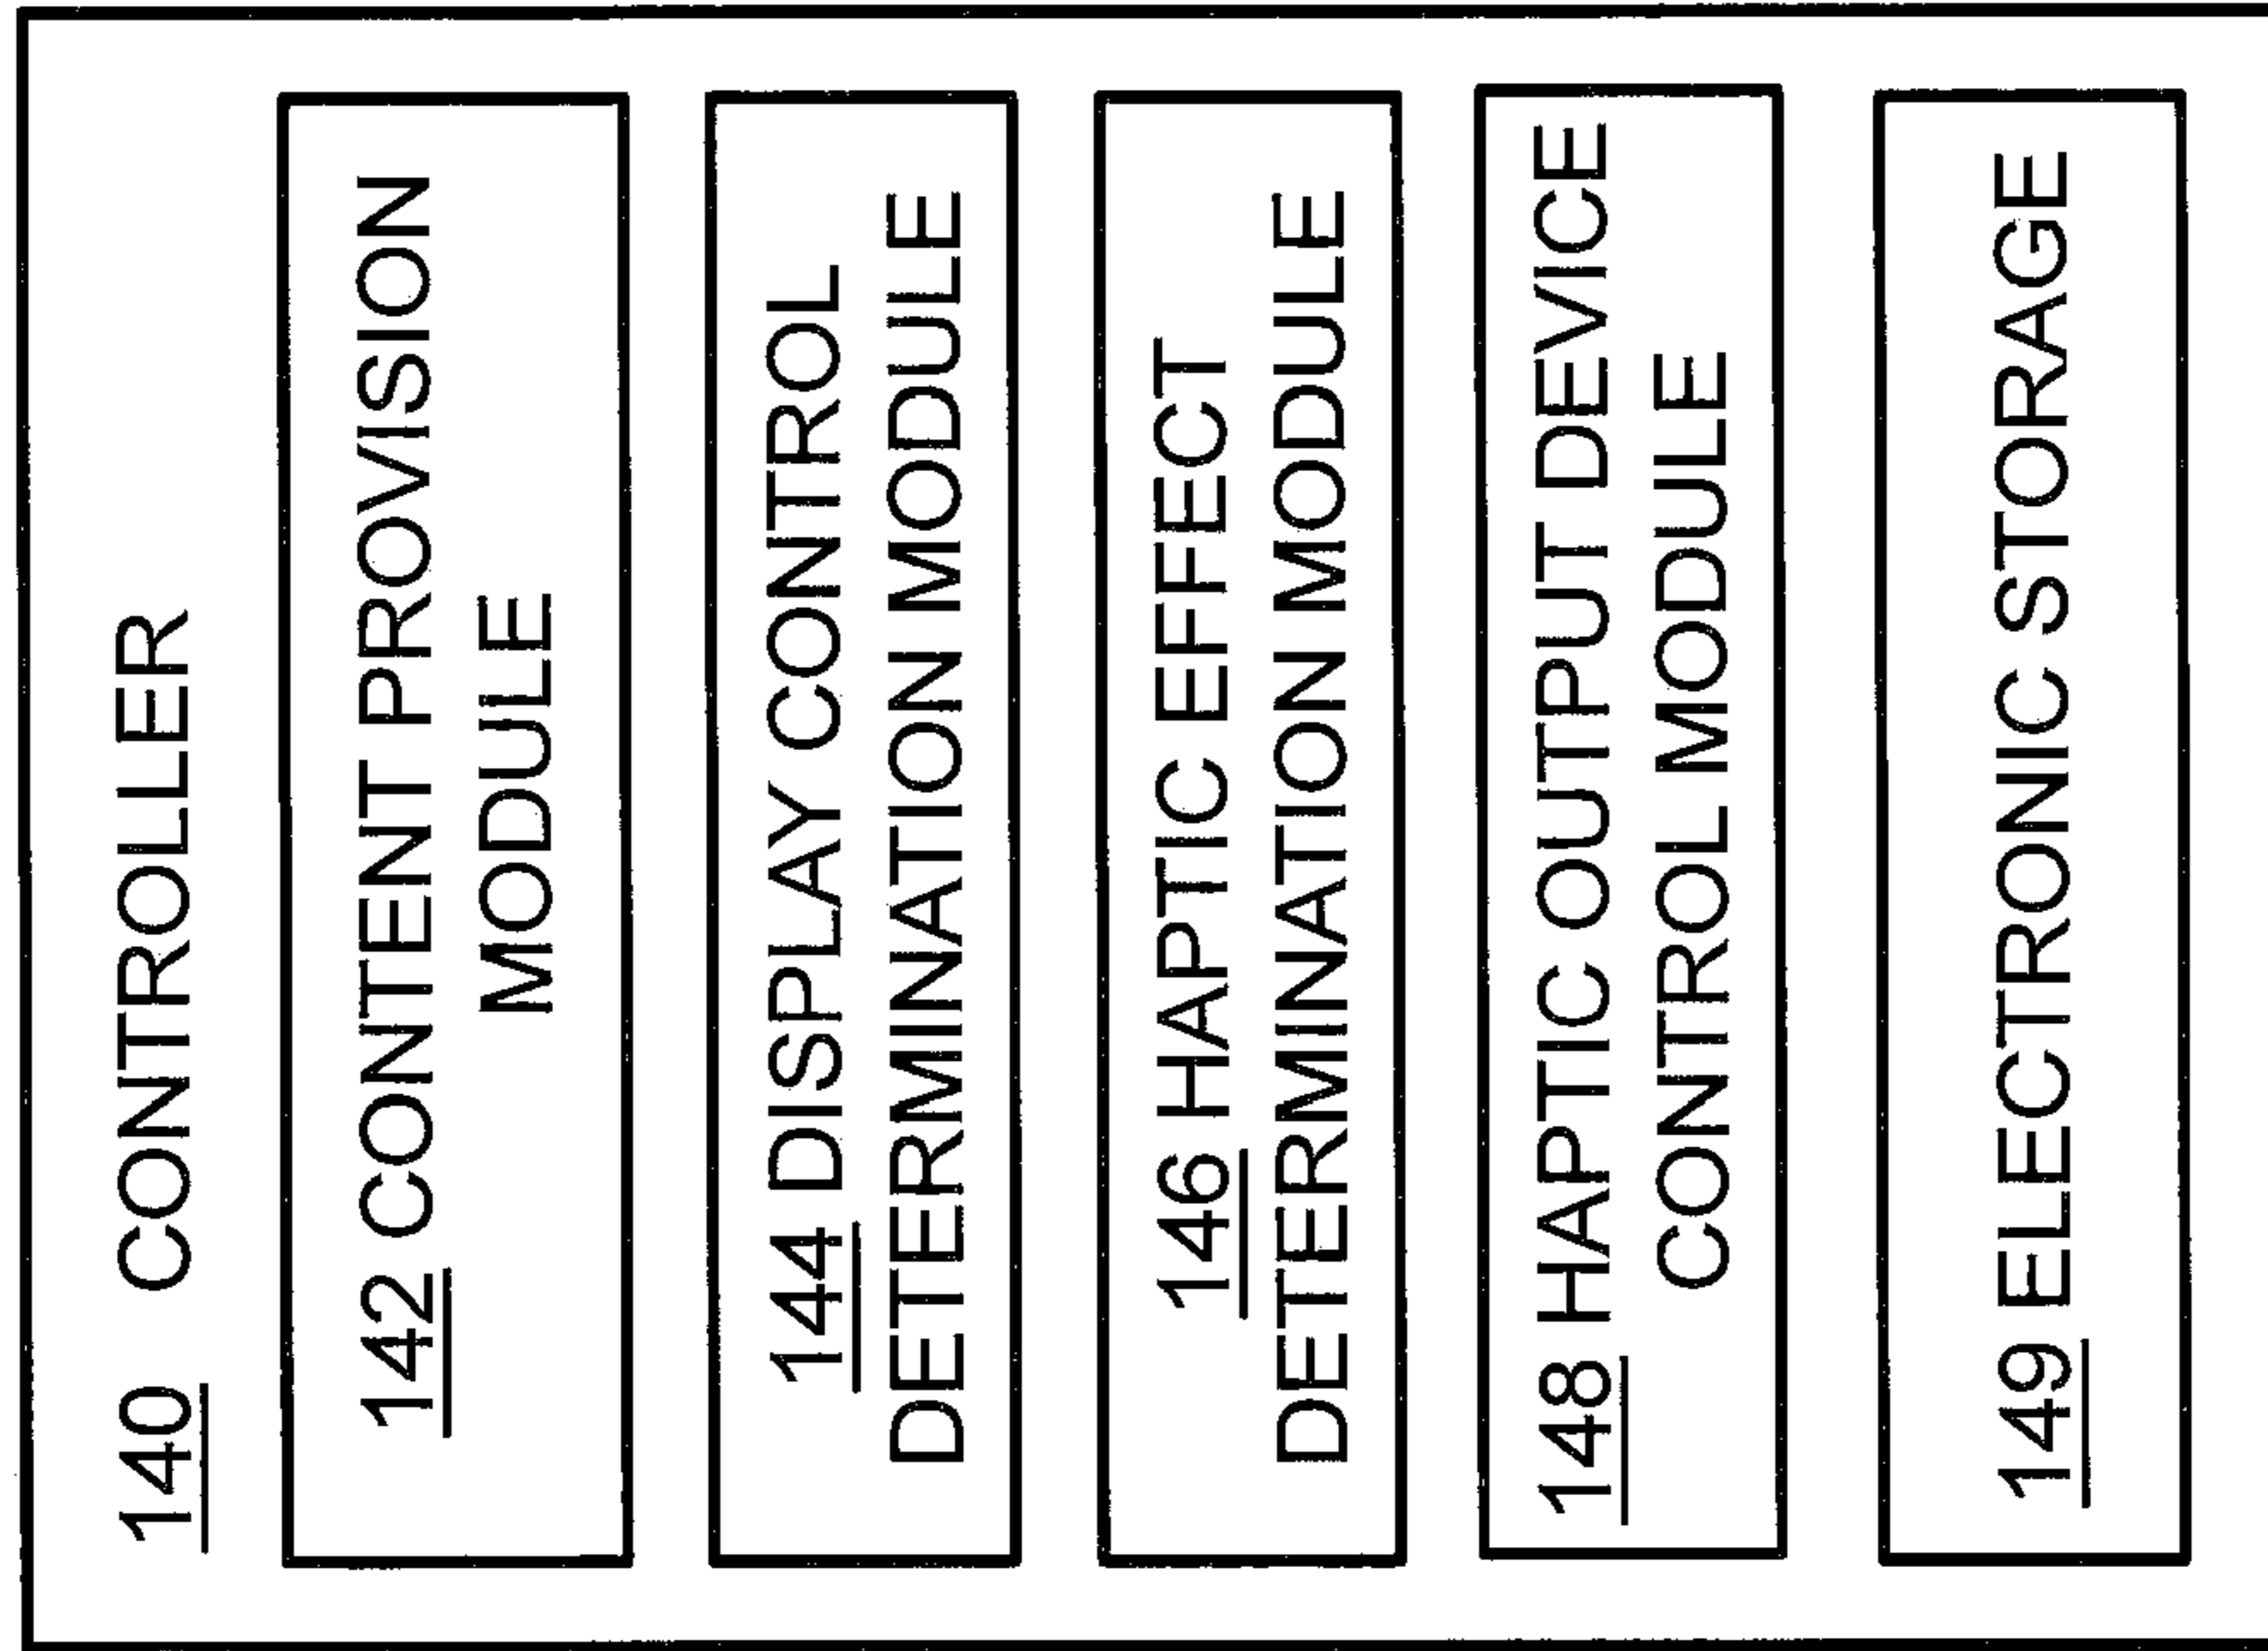 140 CONTROLLER
142 CONTENT PROVISION
MODULE
144 DISPLAY CONTROL
DETERMINATION MODULE
146 HAPTIC EFFECT
DETERMINATION MODULE
148 HAPTIC OUTPUT DEVICE
CONTROL MODULE
149 ELECTRONIC STORAGE